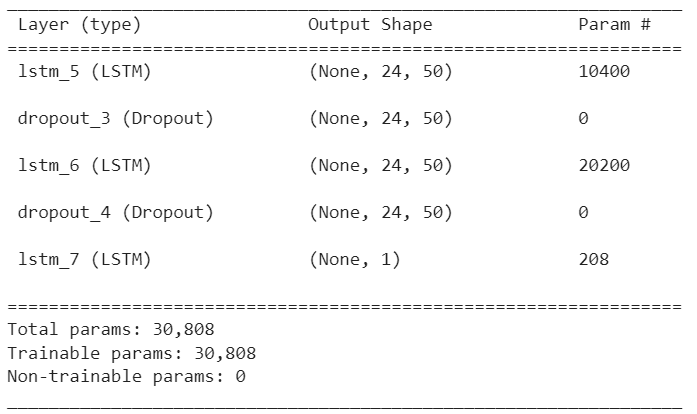 Layer (type) Output Shape Param #
lstm_5 (LSTM) (None, 24, 50) 10400
dropout_3 (Dropout) (None, 24, 50) 0
lstm_6 (LSTM) (None, 24, 50) 20200
dropout_4 (Dropout) (None, 24, 50) 0
lstm_7 (LSTM) (None, 1) 208
Total params: 30,808
Trainable params: 30,808
Non-trainable params: 0